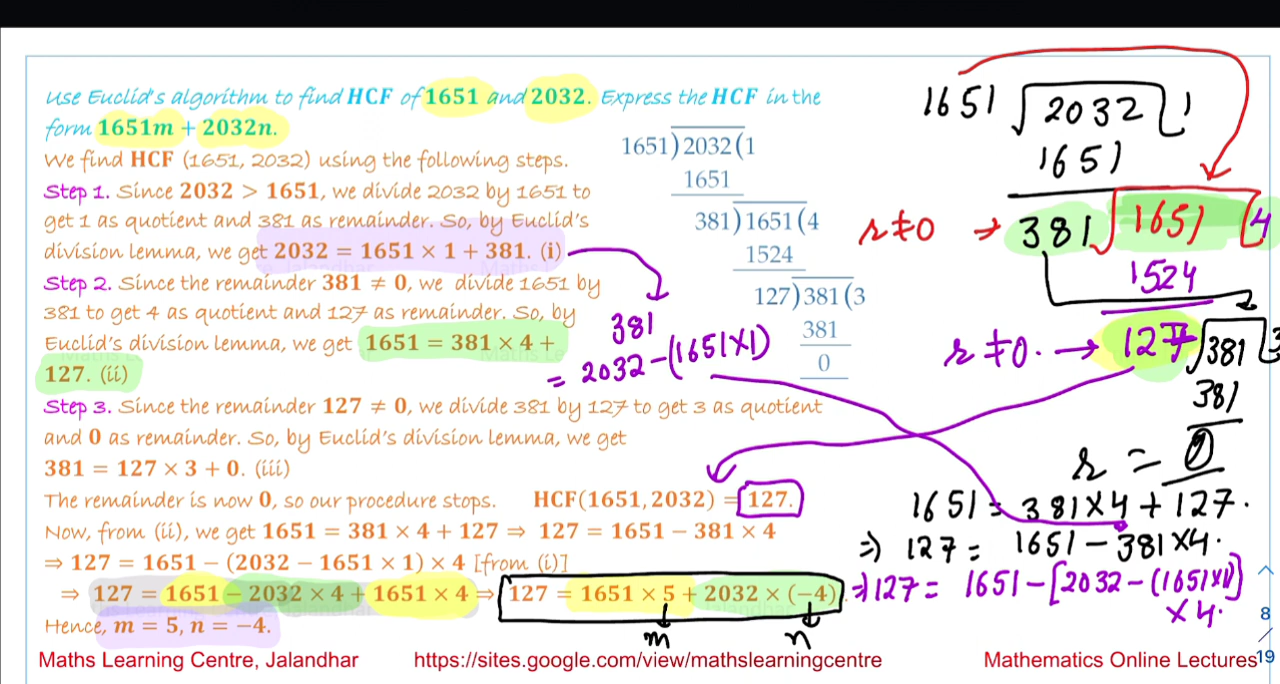 Use Euclid's algorithm to find HCF of 1651 and 2032. Express the HCF in the
form 1651m + 2032n.
We find HCF (1651, 2032) using the following steps.
Step 1. Since 2032 > 1651, we divide 2032 by 1651 to
get 1 as quotient and 381 as remainder. So, by Euclid's
division lemma, we get 2032 = 1651 × 1 + 381. (i)
Step 2. Since the remainder 381 ≠ 0, we divide 1651 by
381 to get 4 as quotient and 127 as remainder. So, by
Euclid's division lemma, we get 1651 = 381 × 4 +
127. (ii)
Step 3. Since the remainder 127 ≠ 0, we divide 381 by 127 to get 3 as quotient
and 0 as remainder. So, by Euclid's division lemma, we get
381 = 127 × 3 + 0. (iii)
The remainder is now 0, so our procedure stops. HCF(1651, 2032) = 127.
Now, from (ii), we get 1651 = 381 × 4 + 127 ⇒ 127 = 1651 − 381 × 4
⇒ 127 = 1651 − (2032 − 1651 × 1) × 4 [from (i)]
⇒ 127 = 1651 − 2032 × 4 + 1651 × 4 ⇒ 127 = 1651 × 5 + 2032 × (−4)
Hence, m = 5, n = −4.
m n
1651)2032(1
1651
381)1651(4
1524
127)381(3
381
0
381
= 2032 − (1651×1)
1651 √2032 1
1651
r ≠ 0 → 381 √1651 (4
1524
r ≠ 0. → 127 √381 3
381
r = 0
1651 = 381×4 + 127.
⇒ 127 = 1651 − 381×4.
⇒ 127 = 1651 − [2032 − (1651×1)]
×4.
8
19
Maths Learning Centre, Jalandhar https://sites.google.com/view/mathslearningcentre Mathematics Online Lectures